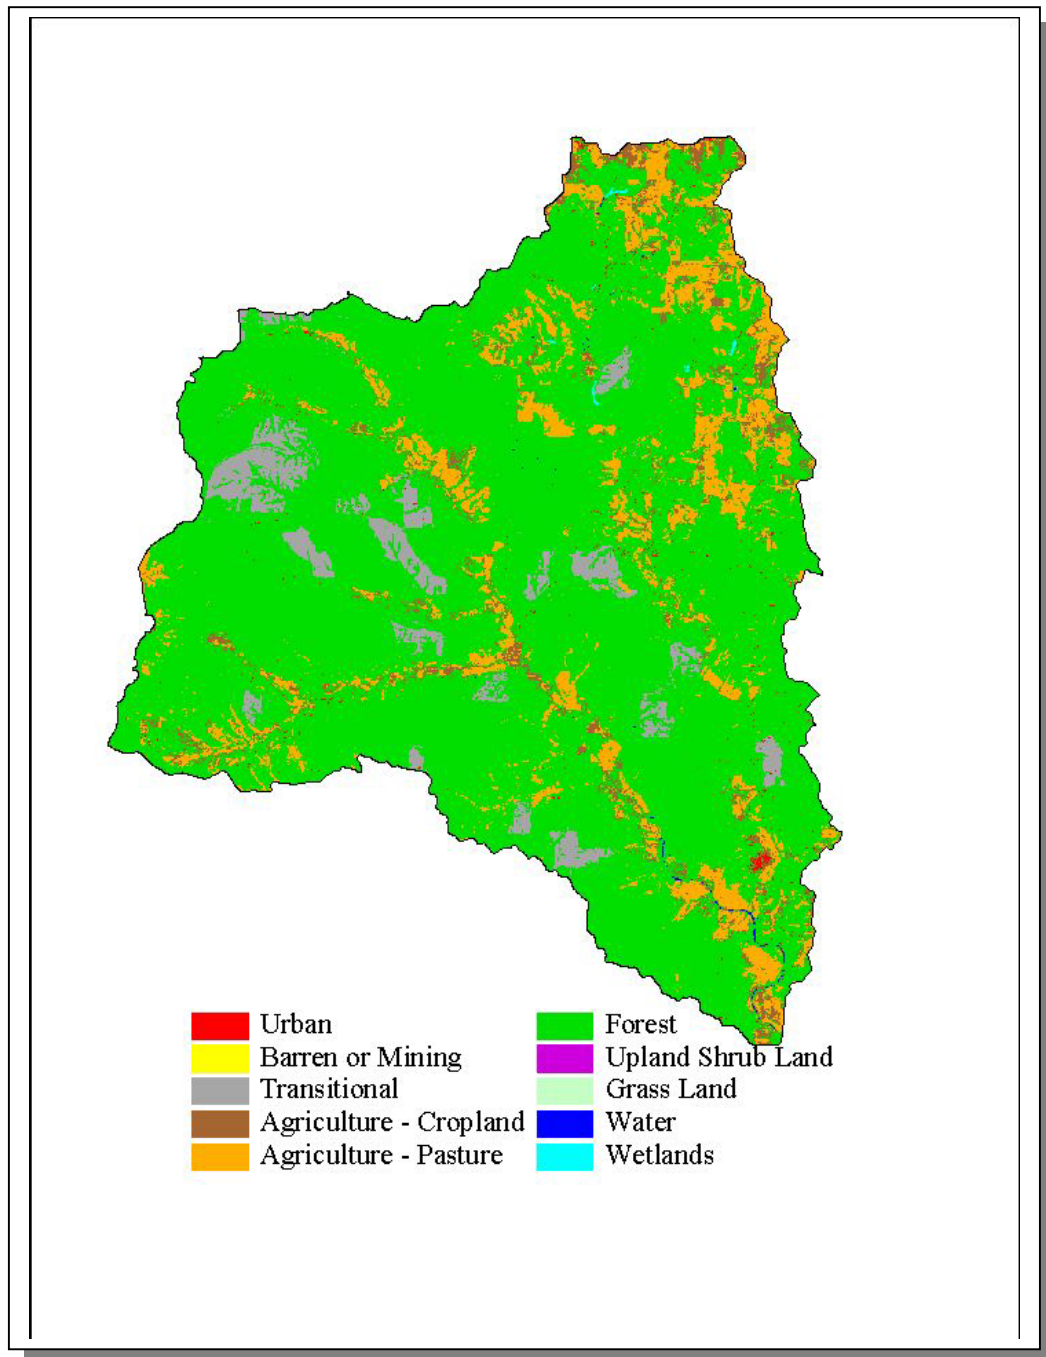 Urban
Barren or Mining
Transitional
Agriculture - Cropland
Agriculture - Pasture
Forest
Upland Shrub Land
Grass Land
Water
Wetlands